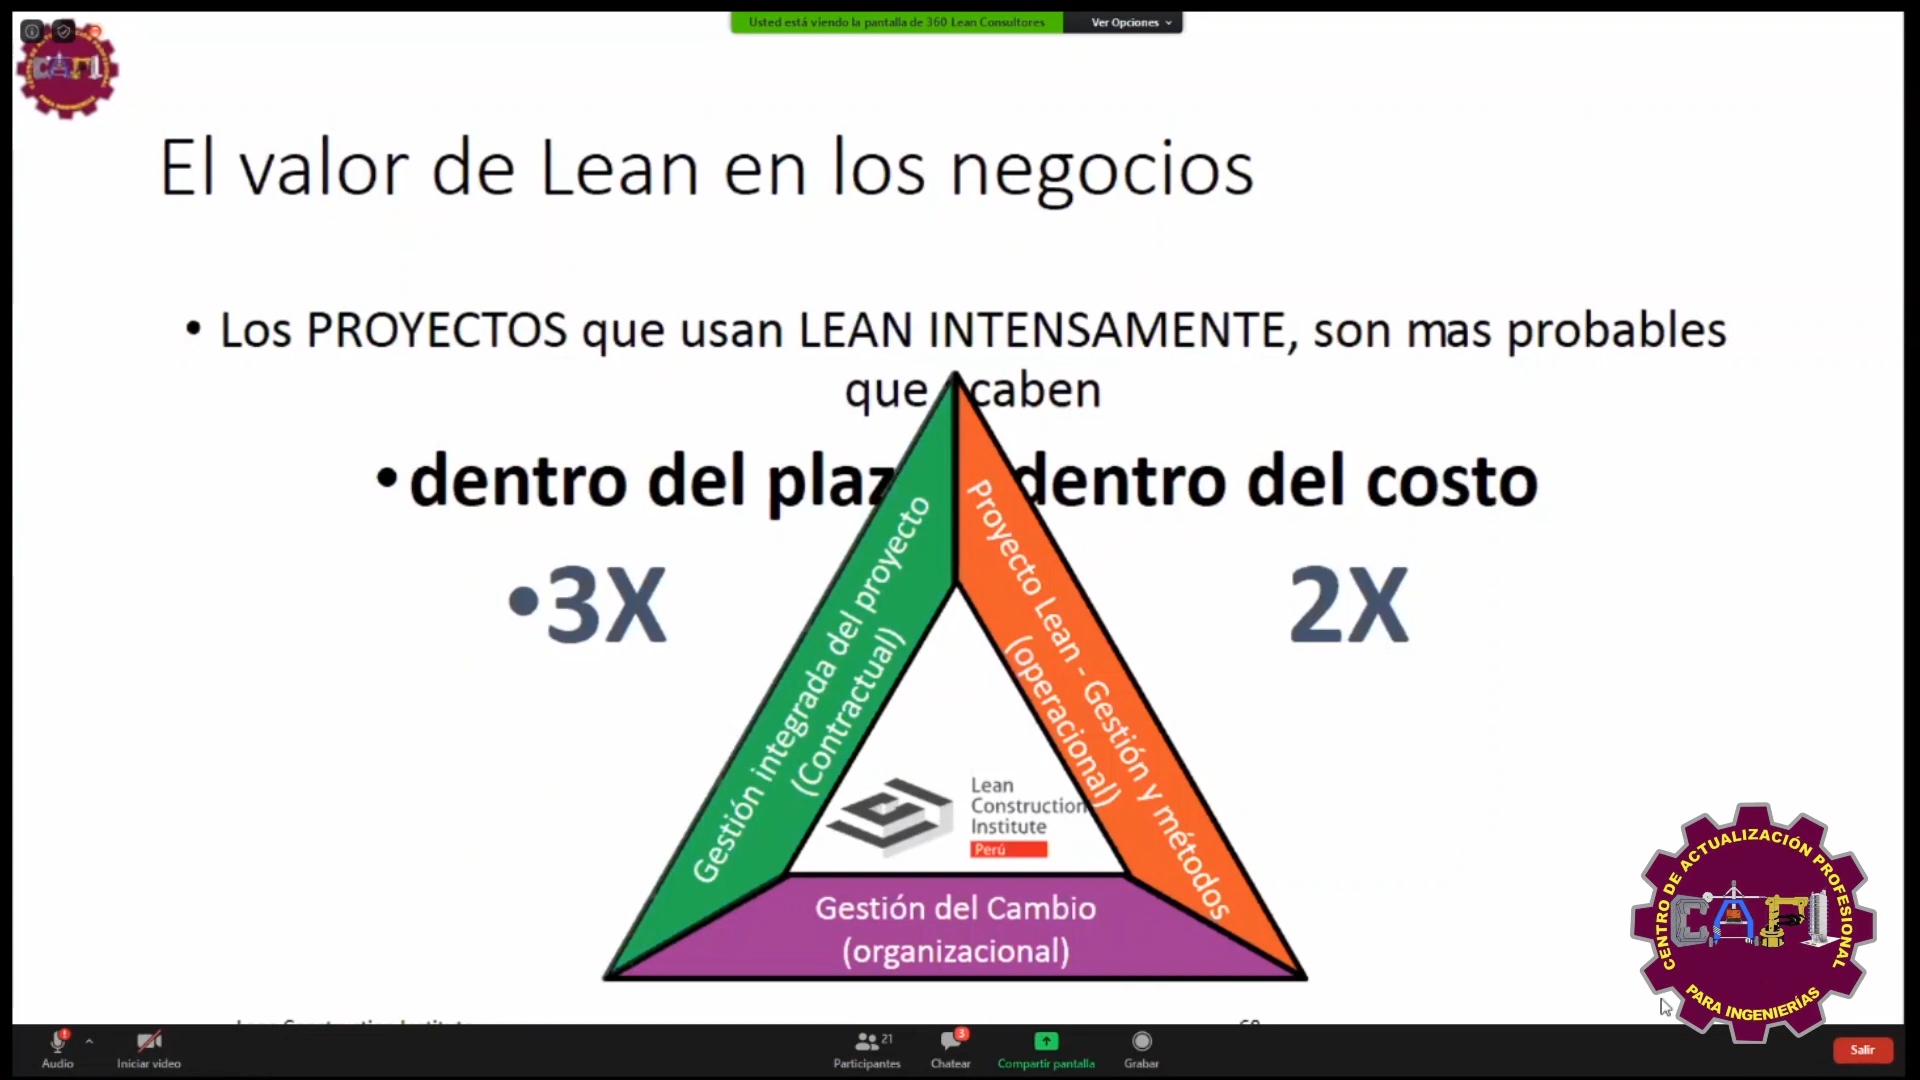 Usted está viendo la pantalla de 360 Lean Consultores
Ver Opciones
El valor de Lean en los negocios
• Los PROYECTOS que usan LEAN INTENSAMENTE, son mas probables
que caben
• dentro del plaz dentro del costo
• 3X 2X
Gestión integrada del proyecto
(Contractual)
Proyecto Lean - Gestión y métodos
(operacional)
Lean
Construction
Institute
Perú
Gestión del Cambio
(organizacional)
CENTRO DE ACTUALIZACIÓN PROFESIONAL
CAPI
PARA INGENIERÍAS
Audio
Iniciar video
21
Participantes
3
Chatear
Compartir pantalla
Grabar
Salir